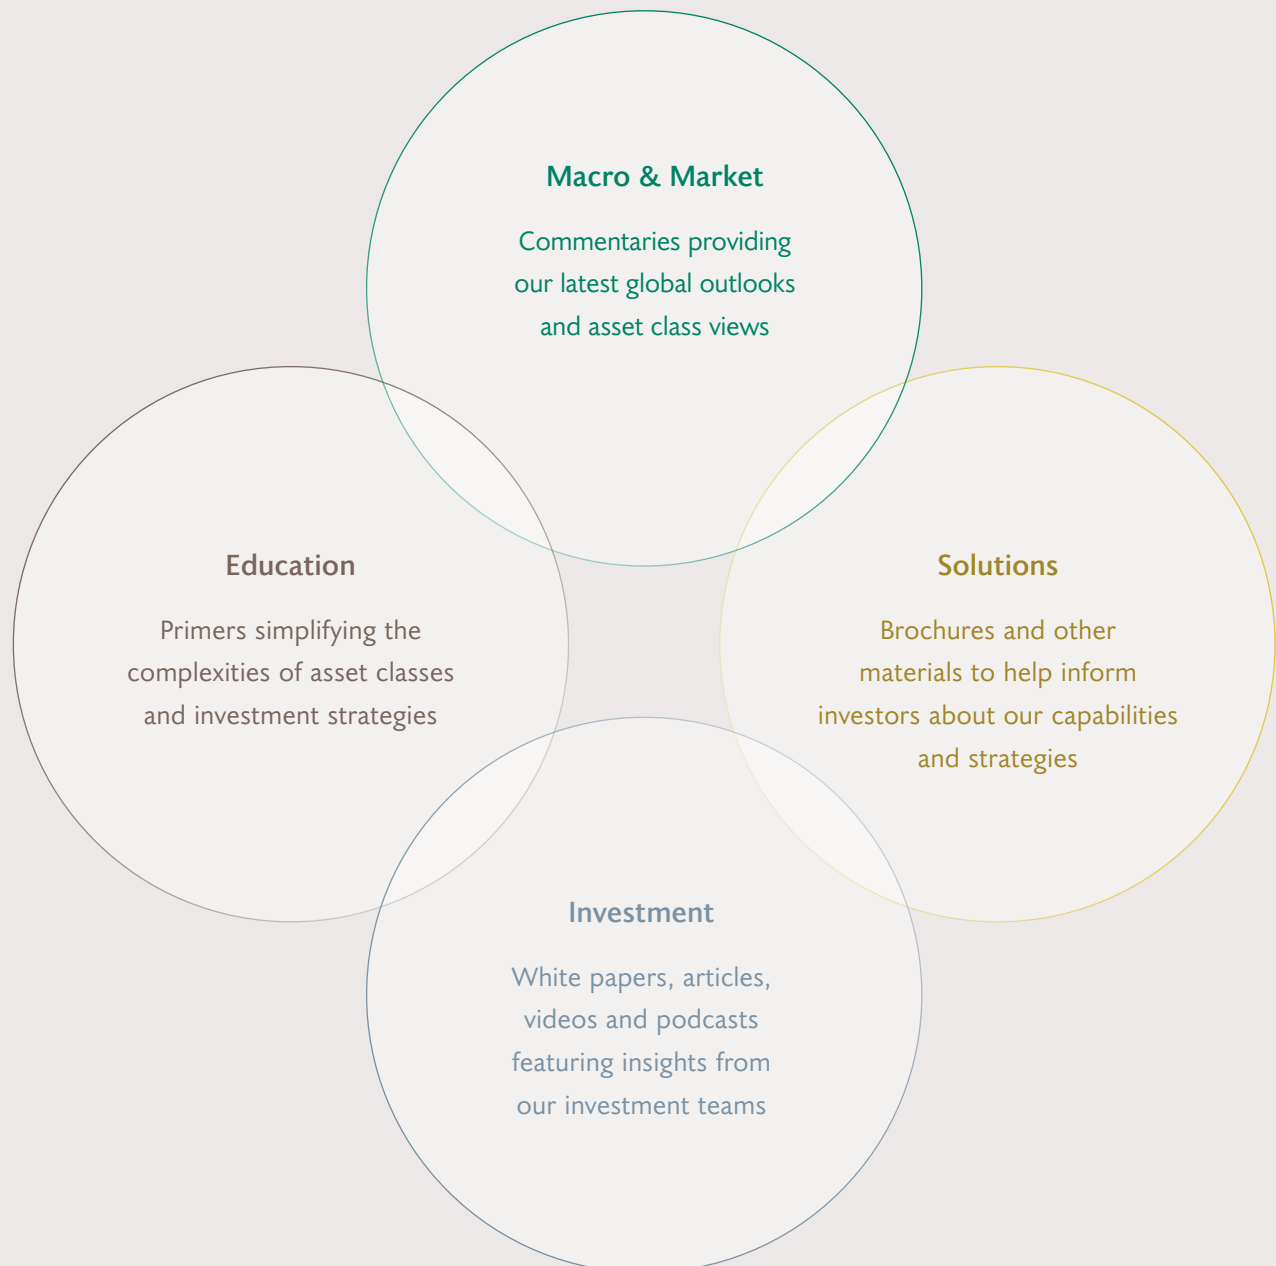 Macro & Market
Commentaries providing
our latest global outlooks
and asset class views
Education
Primers simplifying the
complexities of asset classes
and investment strategies
Solutions
Brochures and other
materials to help inform
investors about our capabilities
and strategies
Investment
White papers, articles,
videos and podcasts
featuring insights from
our investment teams